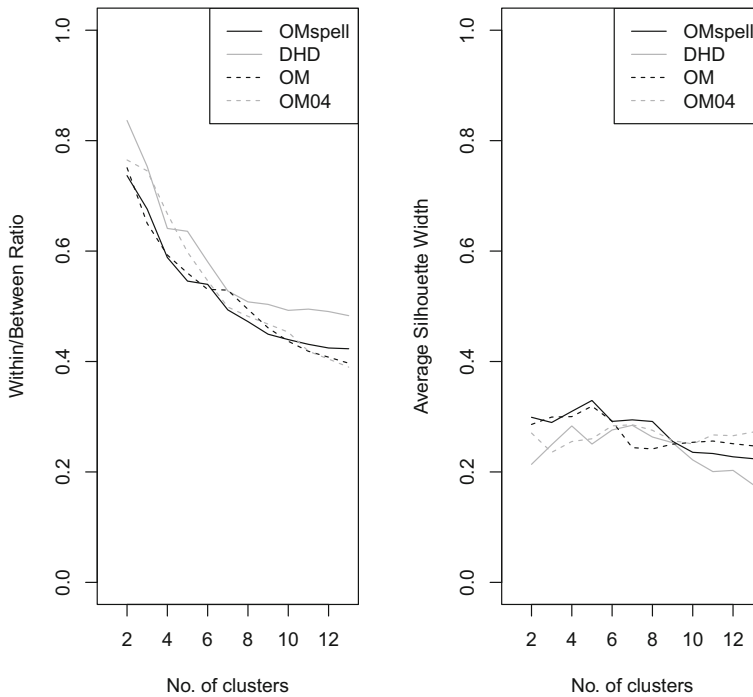 Within/Between Ratio
1.0
0.8
0.6
0.4
0.2
0.0
OMspell
DHD
OM
OM04
2 4 6 8 10 12
No. of clusters
Average Silhouette Width
1.0
0.8
0.6
0.4
0.2
0.0
OMspell
DHD
OM
OM04
2 4 6 8 10 12
No. of clusters